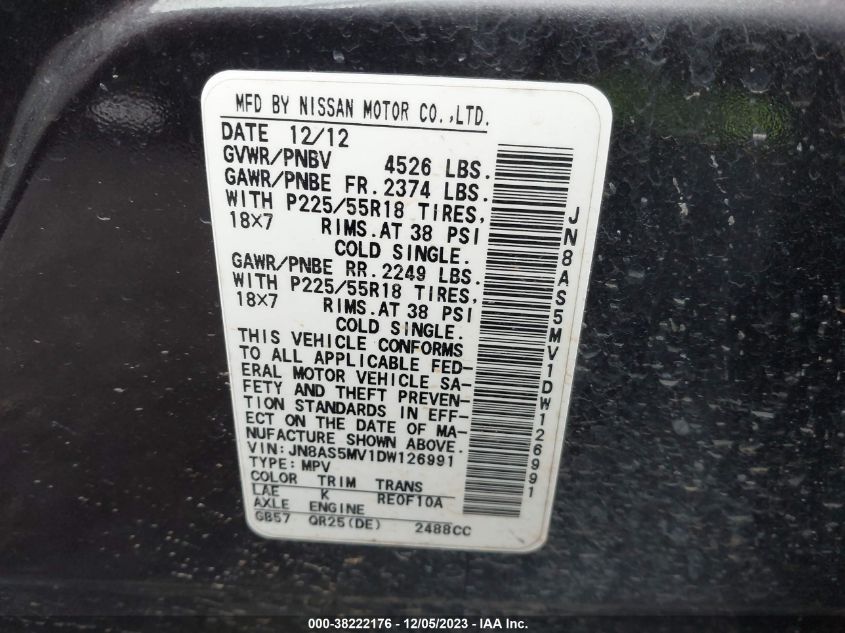 MFD BY NISSAN MOTOR CO.,LTD.
DATE 12/12
GVWR/PNBV 4526 LBS.
GAWR/PNBE FR.2374 LBS.
WITH P225/55R18 TIRES,
18X7 RIMS.AT 38 PSI
COLD SINGLE.
GAWR/PNBE RR.2249 LBS.
WITH P225/55R18 TIRES,
18X7 RIMS.AT 38 PSI
COLD SINGLE.
THIS VEHICLE CONFORMS
TO ALL APPLICABLE FED-
ERAL MOTOR VEHICLE SA-
FETY AND THEFT PREVEN-
TION STANDARDS IN EFF-
ECT ON THE DATE OF MA-
NUFACTURE SHOWN ABOVE.
VIN:JN8AS5MV1DW126991
TYPE:MPV
COLOR TRIM TRANS
LAE K RE0F10A
AXLE ENGINE
GB57 QR25(DE) 2488CC
JN8AS5MV1DW126991
000-38222176 - 12/05/2023 - IAA Inc.